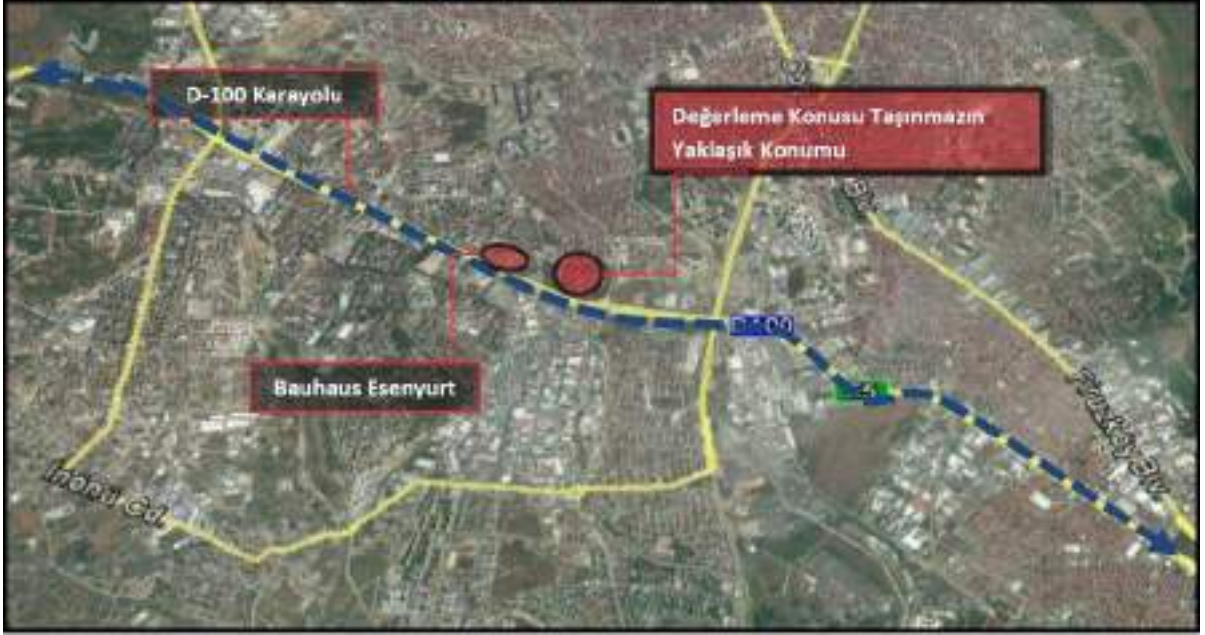 D-100 Karayolu
Değerleme Konusu Taşınmazın
Yaklaşık Konumu
D-100
Bauhaus Esenyurt
İnönü Cd.